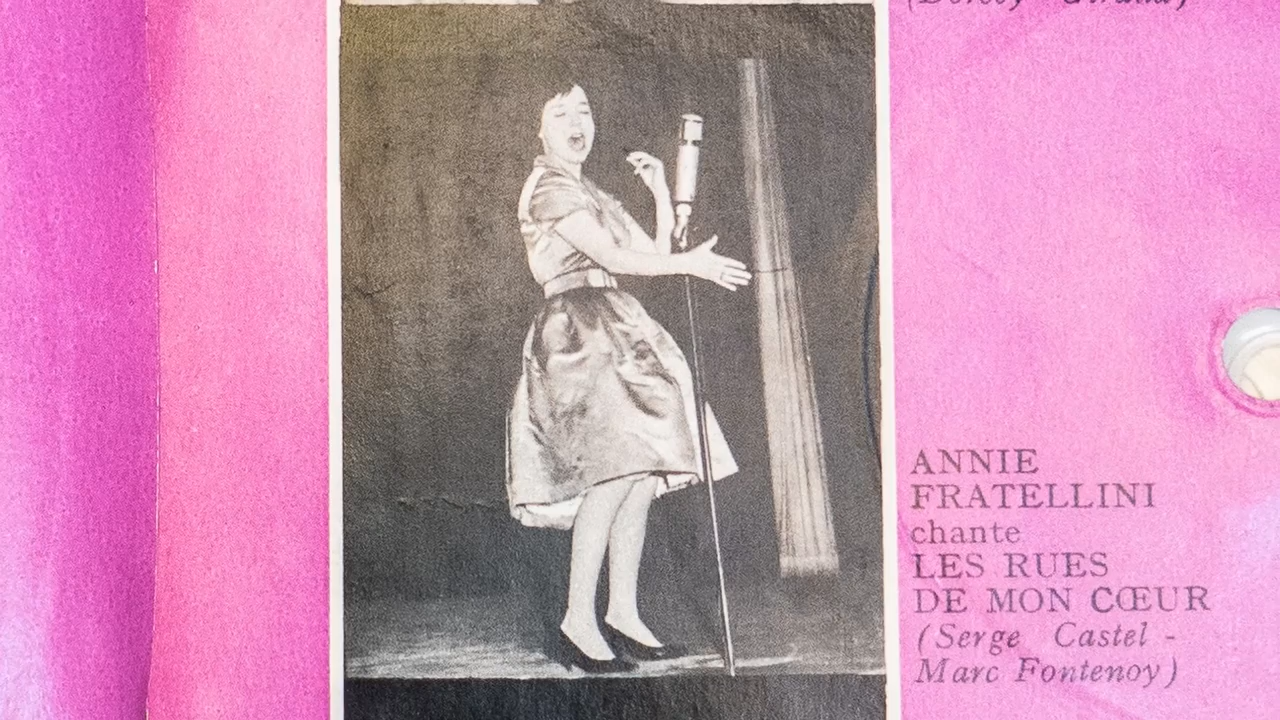 ANNIE
FRATELLINI
chante
LES RUES
DE MON CŒUR
(Serge Castel -
Marc Fontenoy)